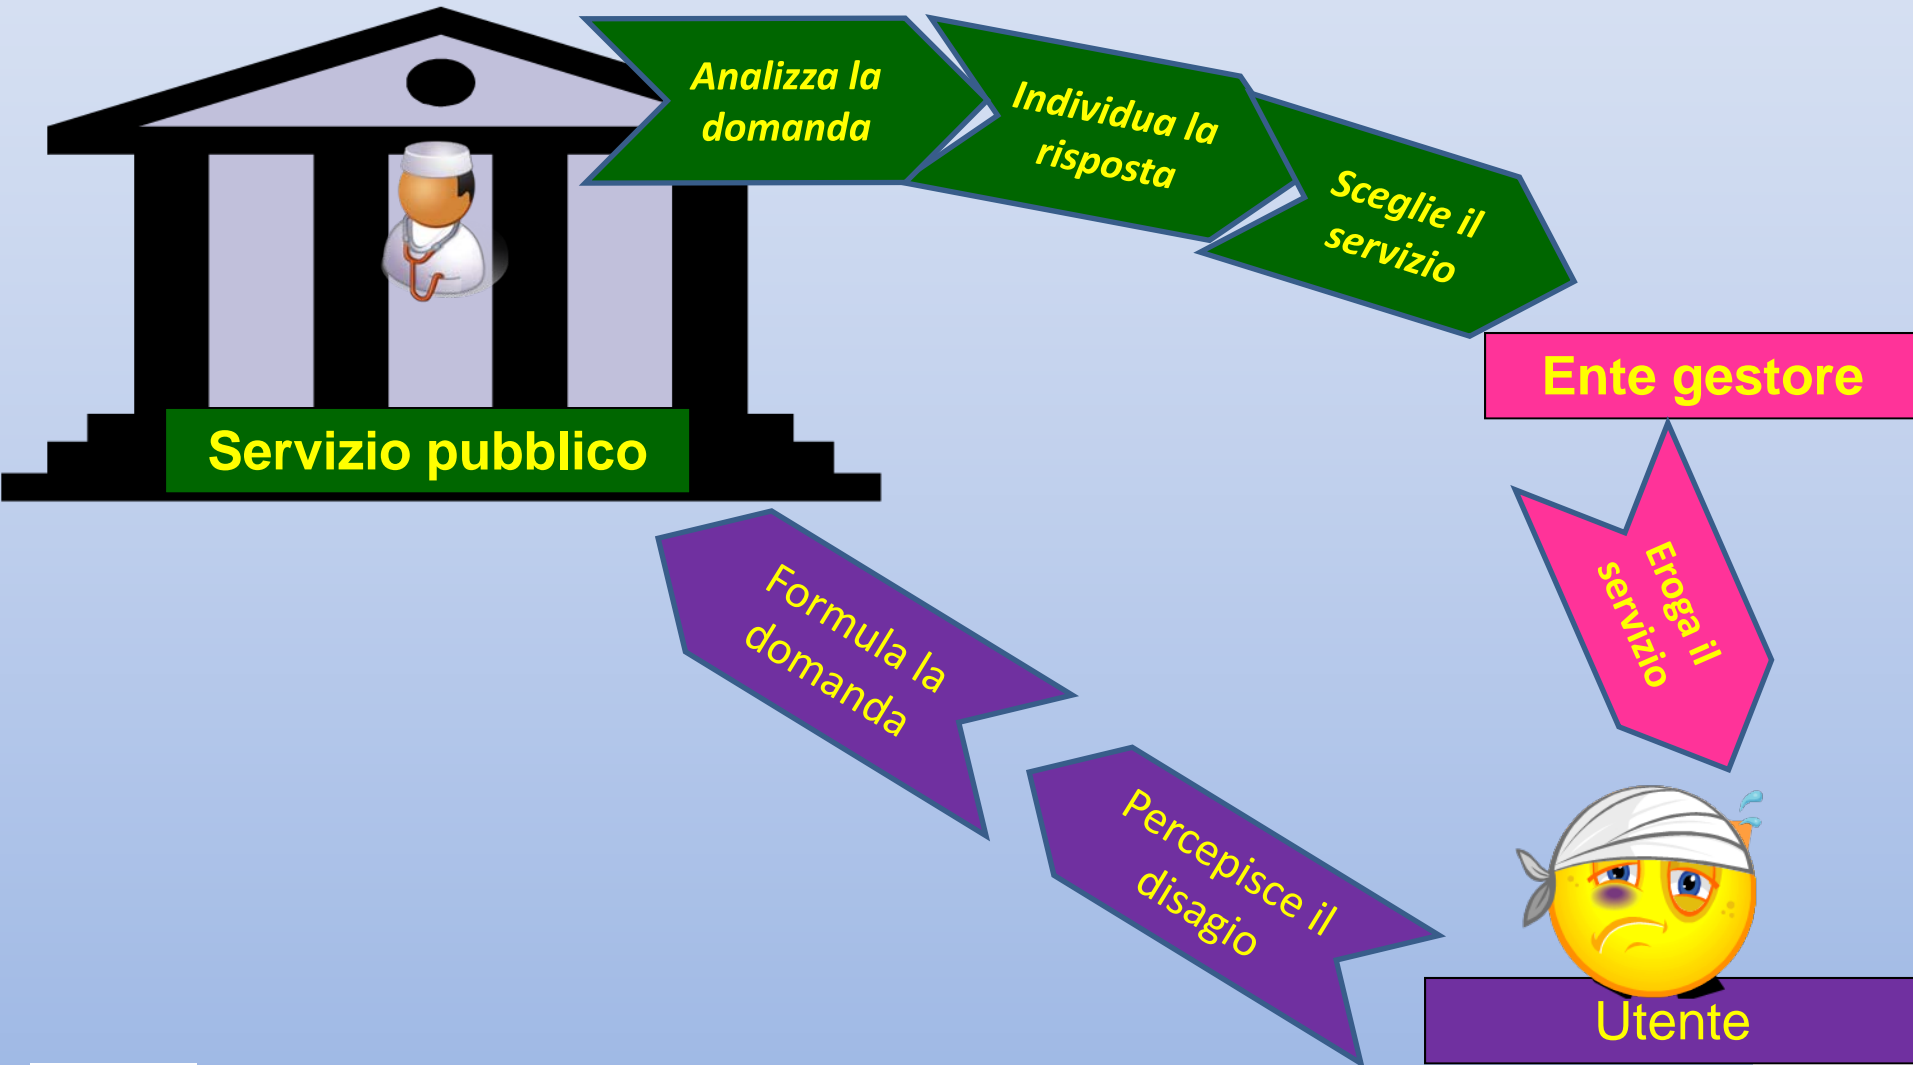 Analizza la
domanda
Individua la
risposta
Sceglie il
servizio
Ente gestore
Servizio pubblico
Eroga il
servizio
Formula la
domanda
Percepisce il
disagio
Utente